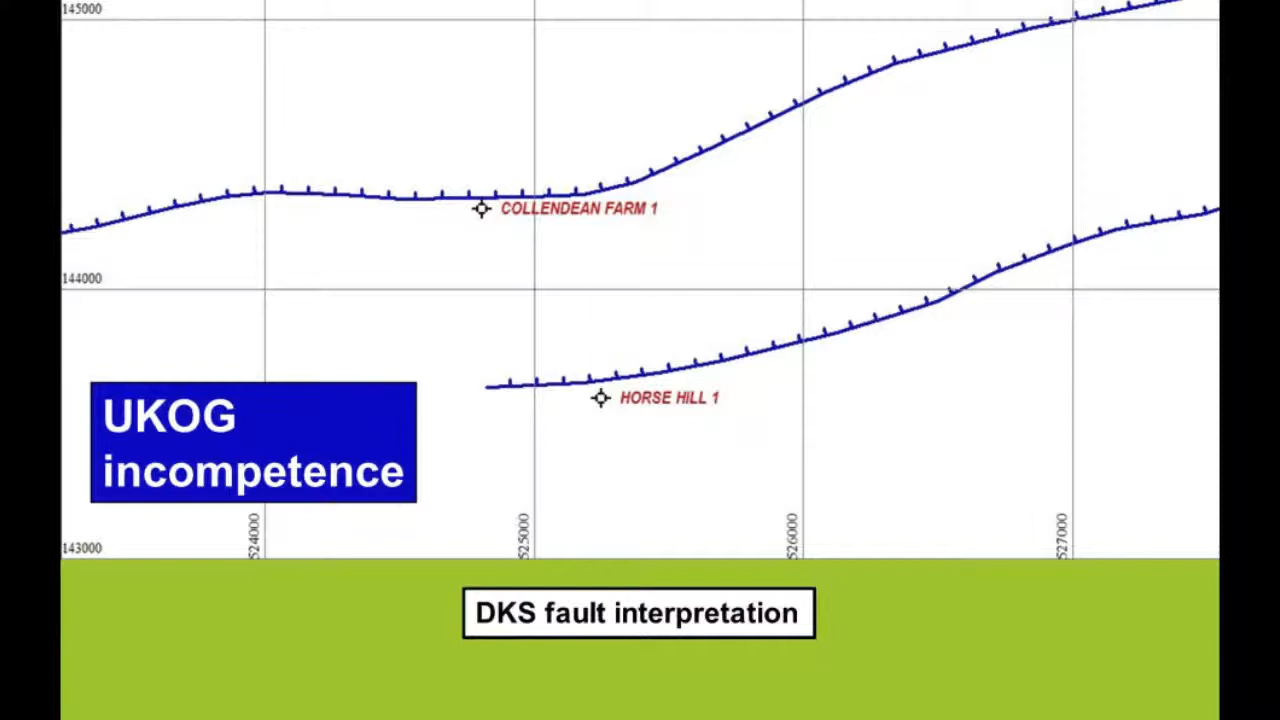 145000
COLLENDEAN FARM 1
144000
HORSE HILL 1
UKOG
incompetence
524000
525000
526000
527000
143000
DKS fault interpretation